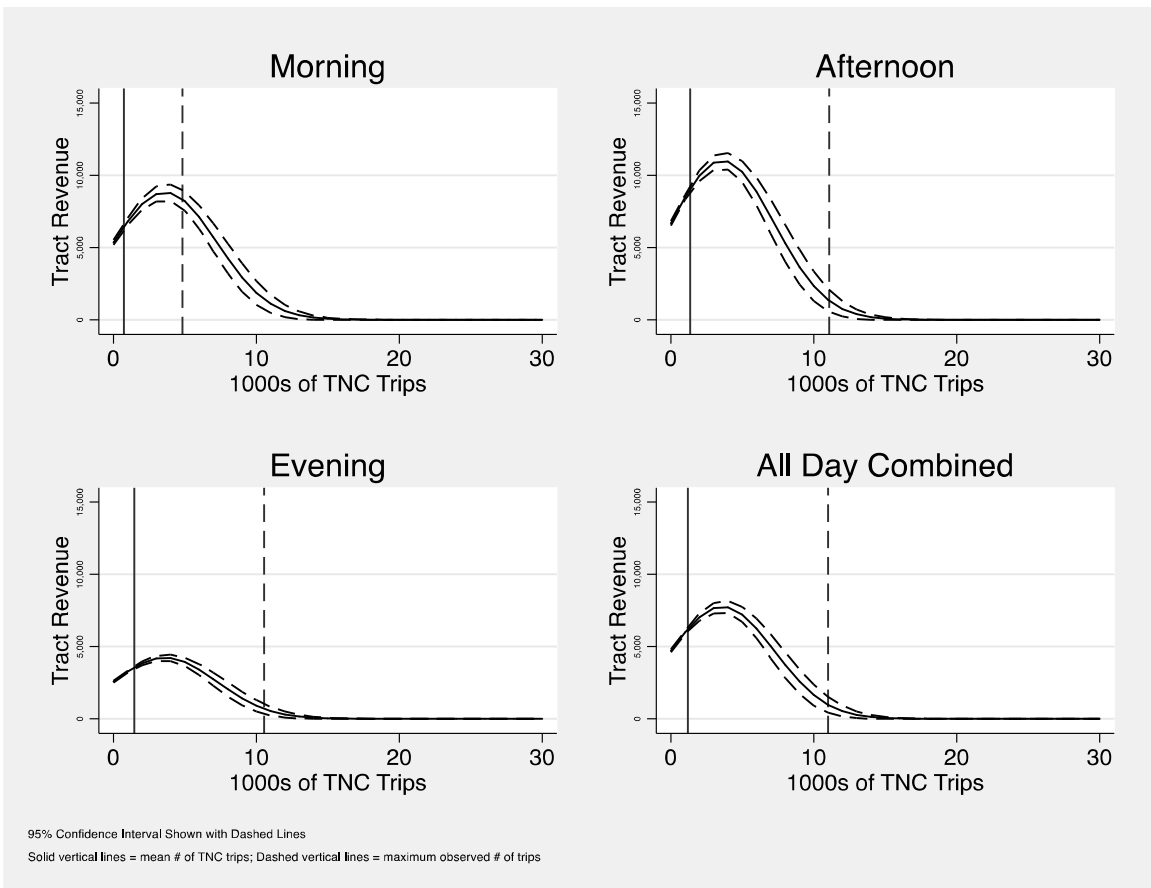 Morning
Afternoon
Tract Revenue
15,000
10,000
5,000
0
0 10 20 30
1000s of TNC Trips
Tract Revenue
15,000
10,000
5,000
0
0 10 20 30
1000s of TNC Trips
Evening
All Day Combined
Tract Revenue
15,000
10,000
5,000
0
0 10 20 30
1000s of TNC Trips
Tract Revenue
15,000
10,000
5,000
0
0 10 20 30
1000s of TNC Trips
95% Confidence Interval Shown with Dashed Lines
Solid vertical lines = mean # of TNC trips; Dashed vertical lines = maximum observed # of trips